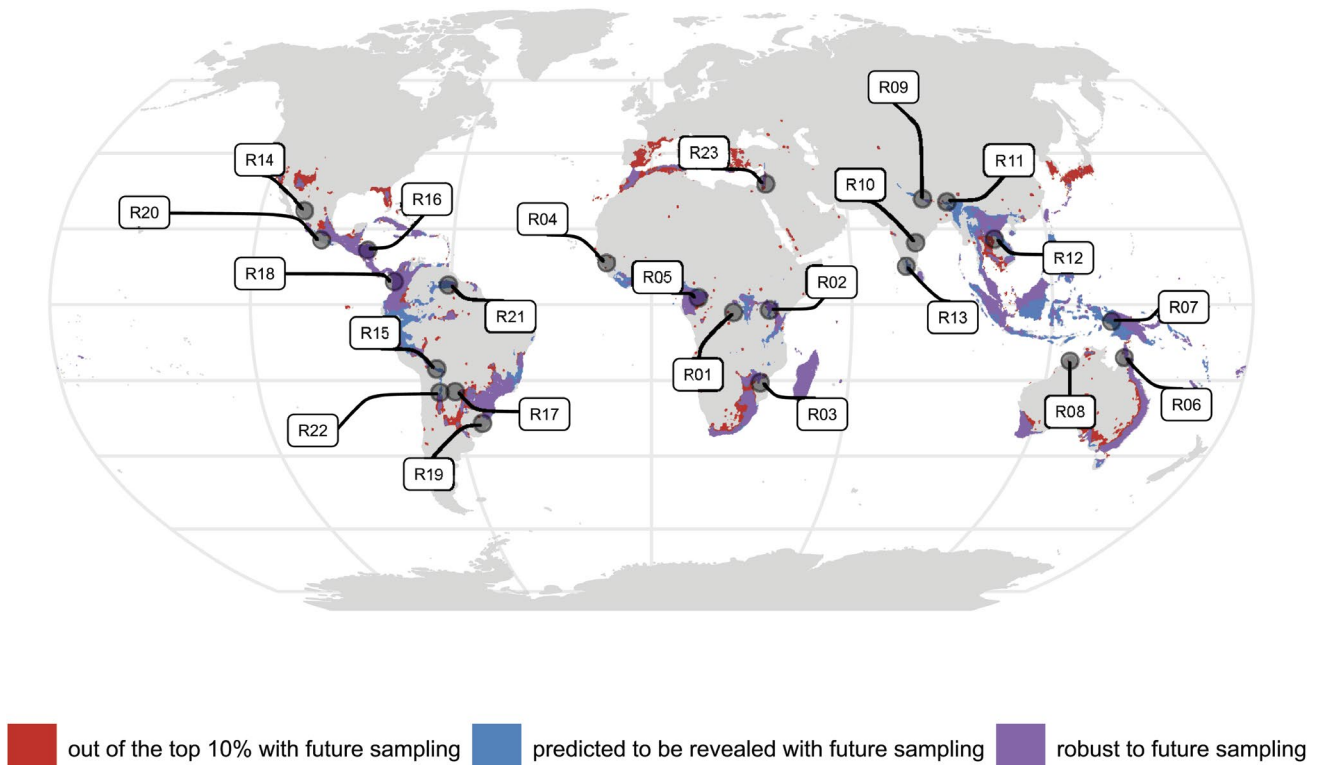 R09
R14
R23
R11
R10
R20
R16
R04
R18
R05
R02
R12
R21
R07
R15
R13
R01
R22
R17
R03
R08
R06
R19
out of the top 10% with future sampling
predicted to be revealed with future sampling
robust to future sampling